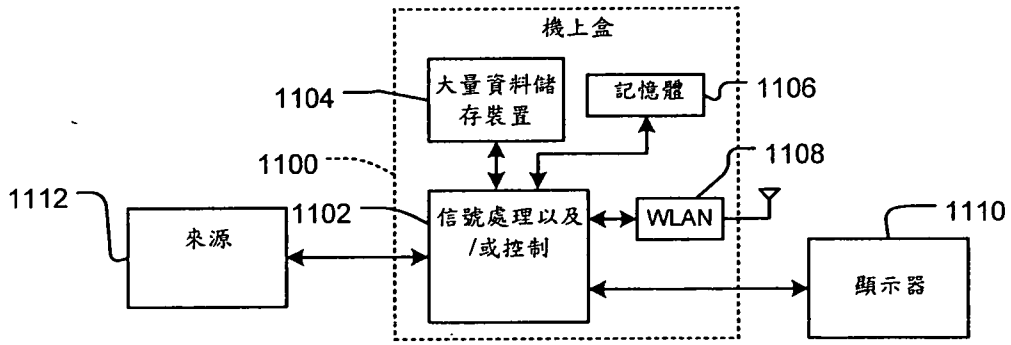 機上盒
大量資料儲
存裝置
1104
記憶體
1106
1100
1108
1112
1102
信號處理以及
/或控制
WLAN
1110
來源
顯示器